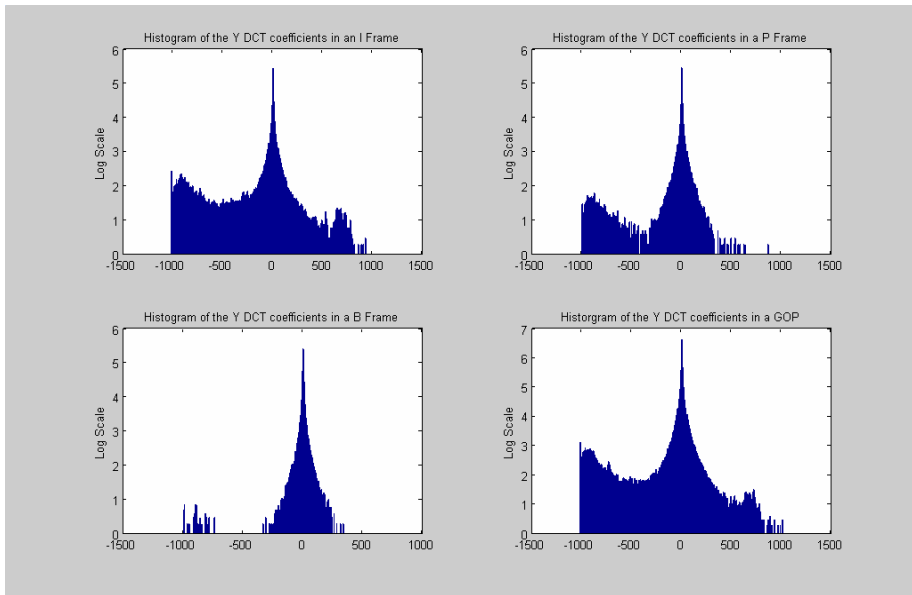 Histogram of the Y DCT coefficients in an I Frame
6
5
4
3
2
1
0
Log Scale
-1500 -1000 -500 0 500 1000 1500
Histogram of the Y DCT coefficients in a P Frame
6
5
4
3
2
1
0
Log Scale
-1500 -1000 -500 0 500 1000 1500
Histogram of the Y DCT coefficients in a B Frame
6
5
4
3
2
1
0
Log Scale
-1500 -1000 -500 0 500 1000
Historgram of the Y DCT coefficients in a GOP
7
6
5
4
3
2
1
0
Log Scale
-1500 -1000 -500 0 500 1000 1500